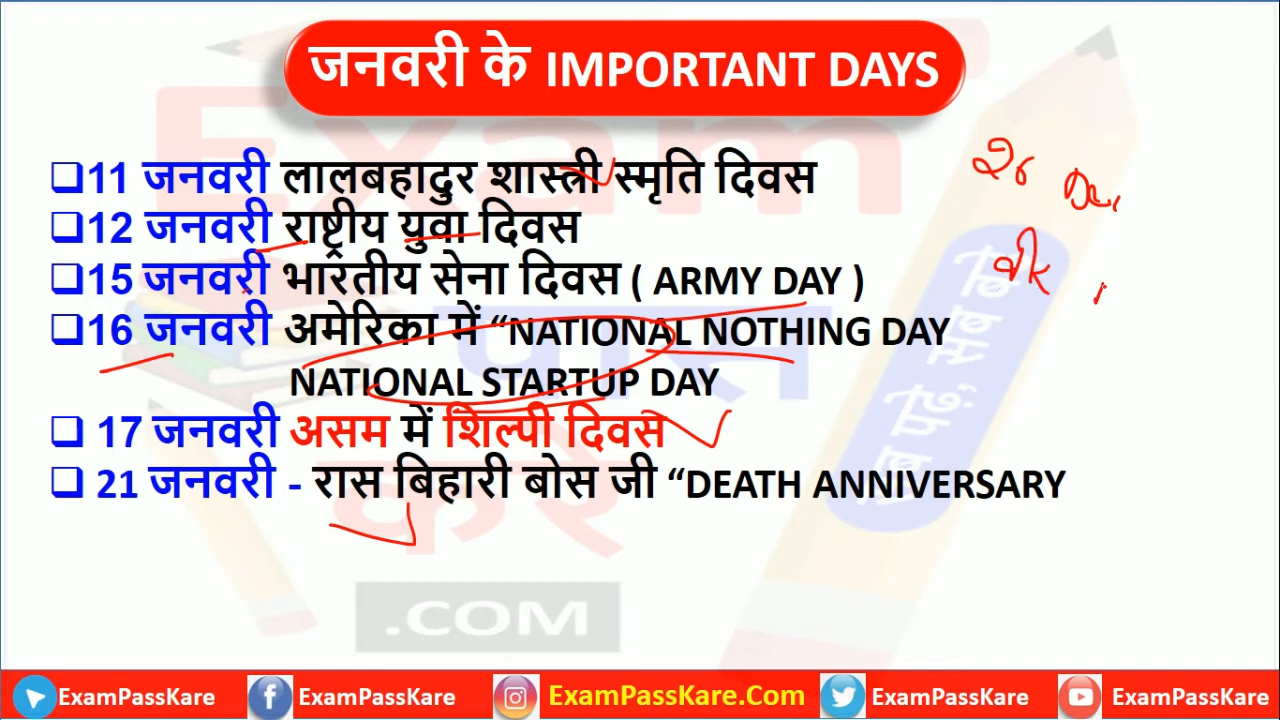 जनवरी के IMPORTANT DAYS
11 जनवरी लालबहादुर शास्त्री स्मृति दिवस
12 जनवरी राष्ट्रीय युवा दिवस
15 जनवरी भारतीय सेना दिवस ( ARMY DAY )
16 जनवरी अमेरिका में “NATIONAL NOTHING DAY
NATIONAL STARTUP DAY
17 जनवरी असम में शिल्पी दिवस
21 जनवरी - रास बिहारी बोस जी “DEATH ANNIVERSARY
Exam
पास
करे
.COM
ExamPassKare
ExamPassKare
ExamPassKare.Com
ExamPassKare
ExamPassKare